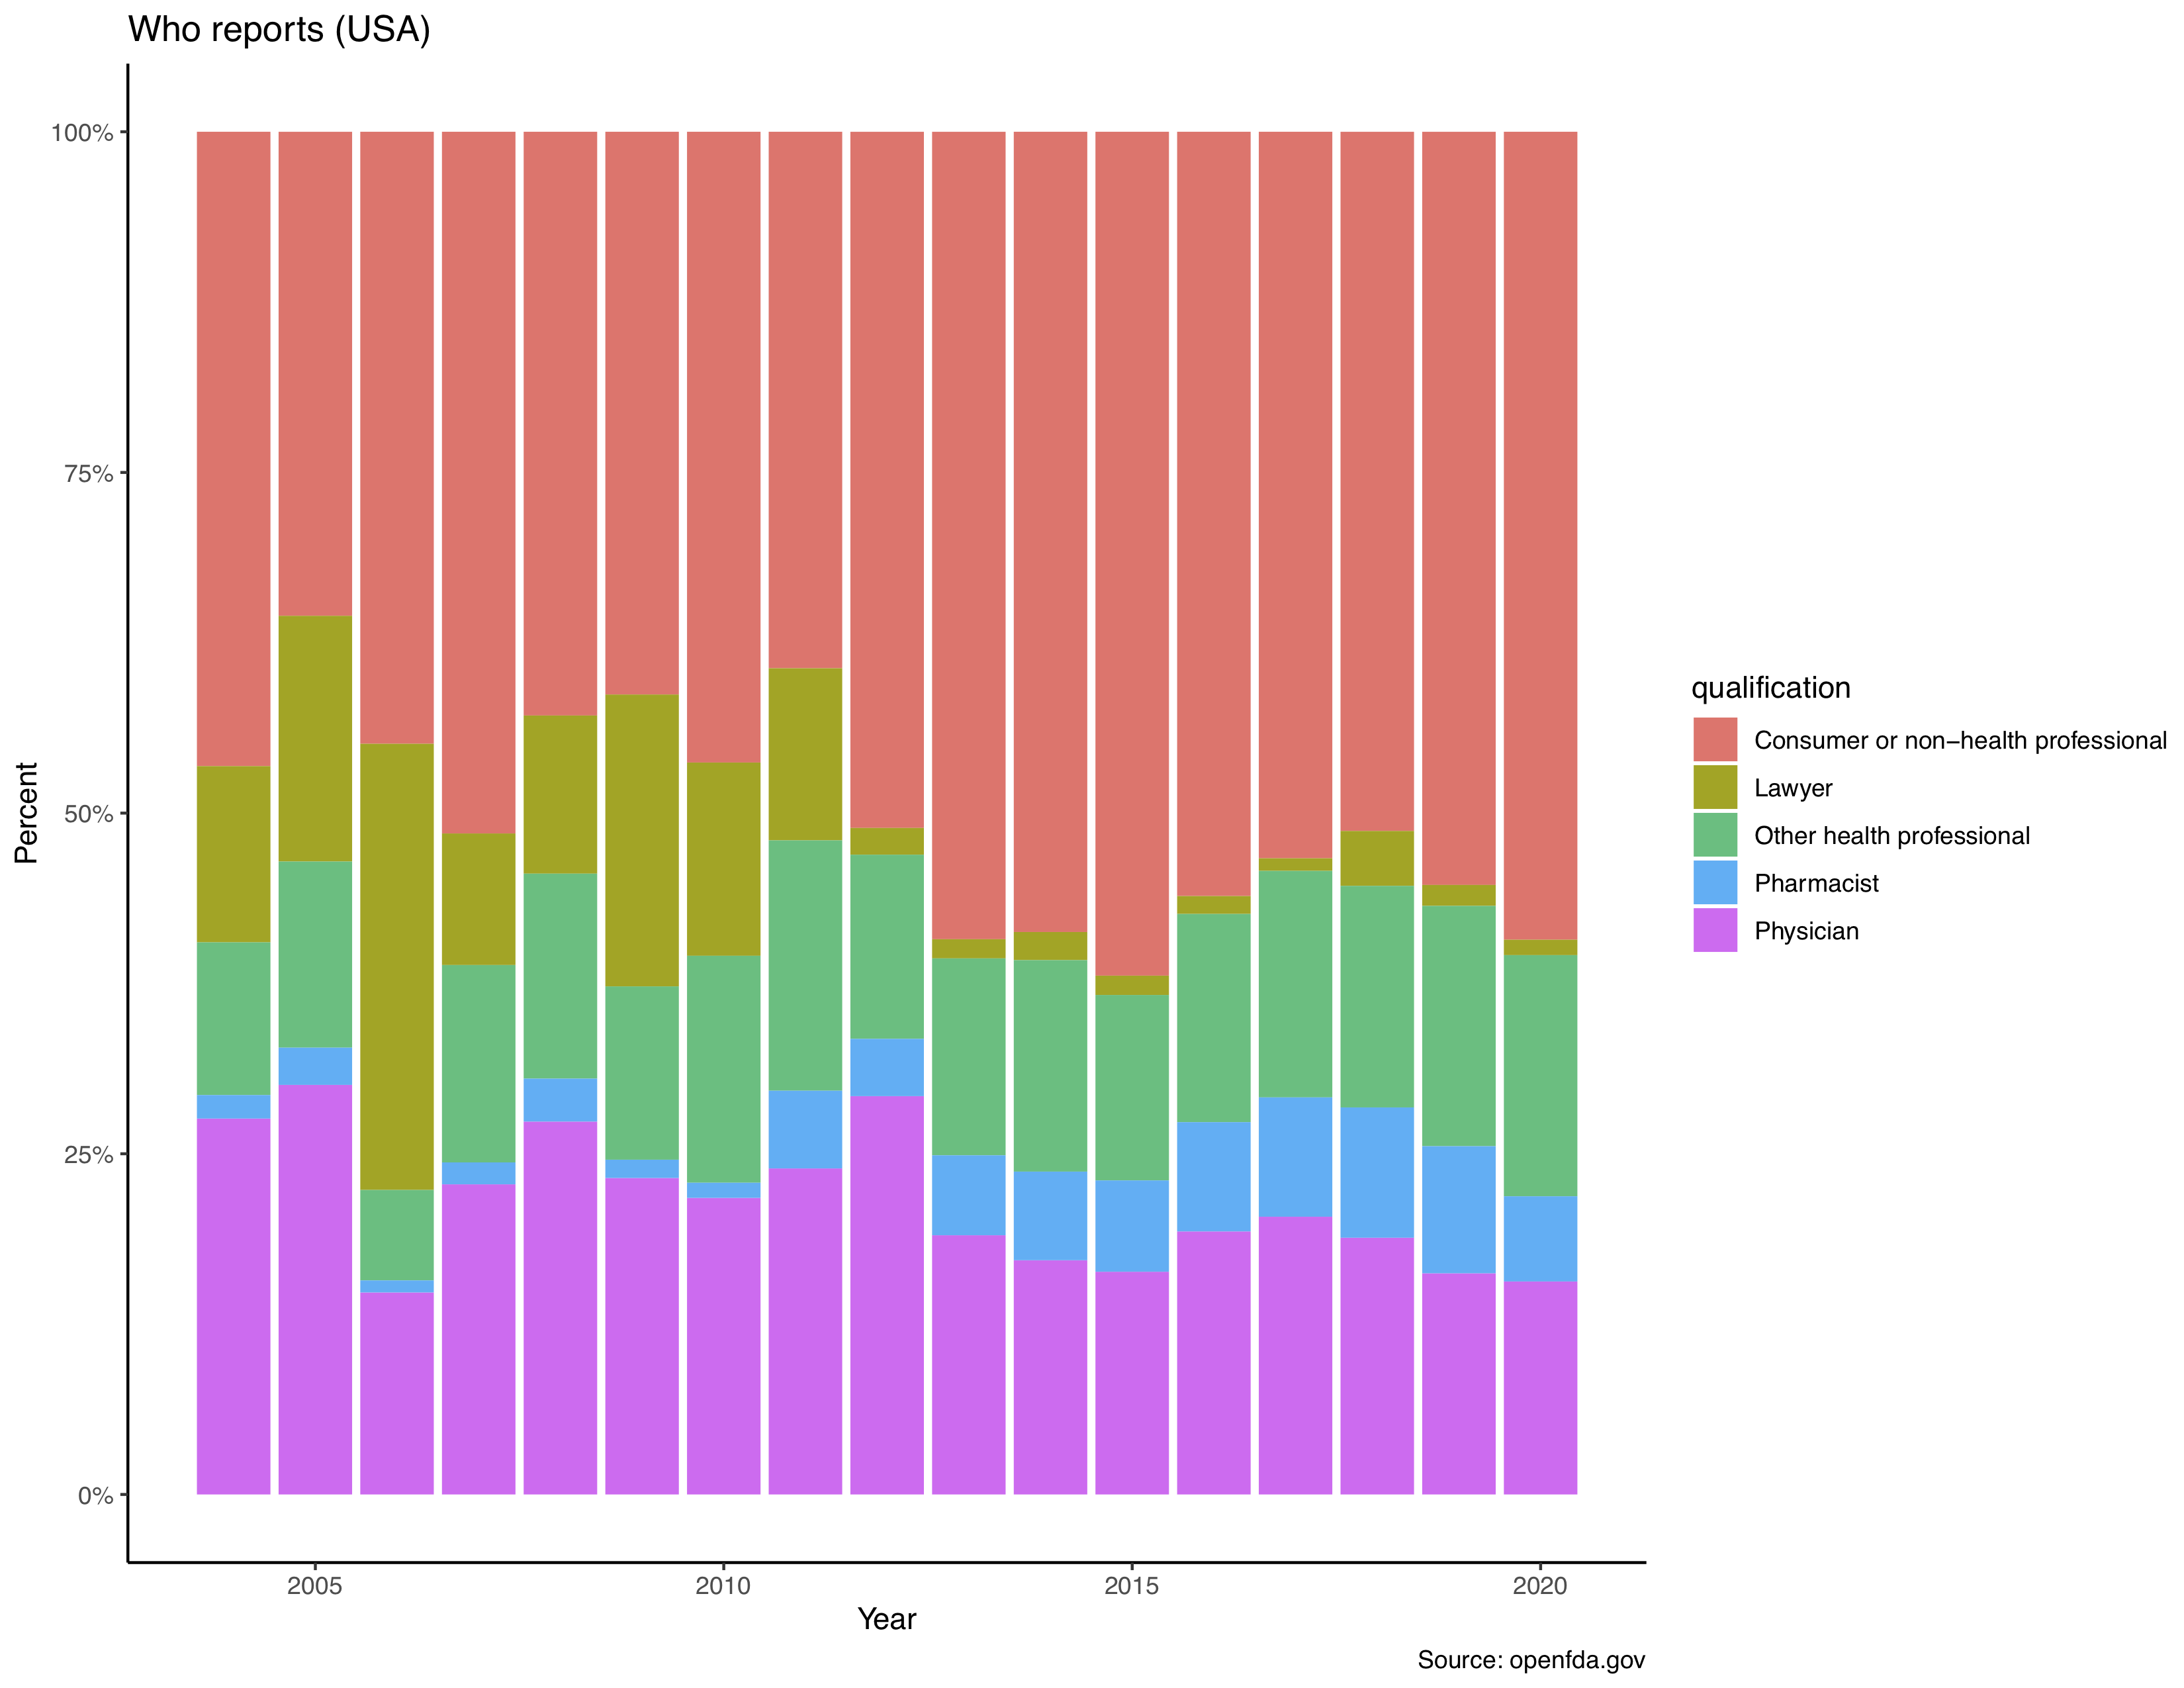 Who reports (USA)
100%
75%
50%
25%
0%
Percent
2005
2010
2015
2020
Year
Source: openfda.gov
qualification
Consumer or non−health professional
Lawyer
Other health professional
Pharmacist
Physician